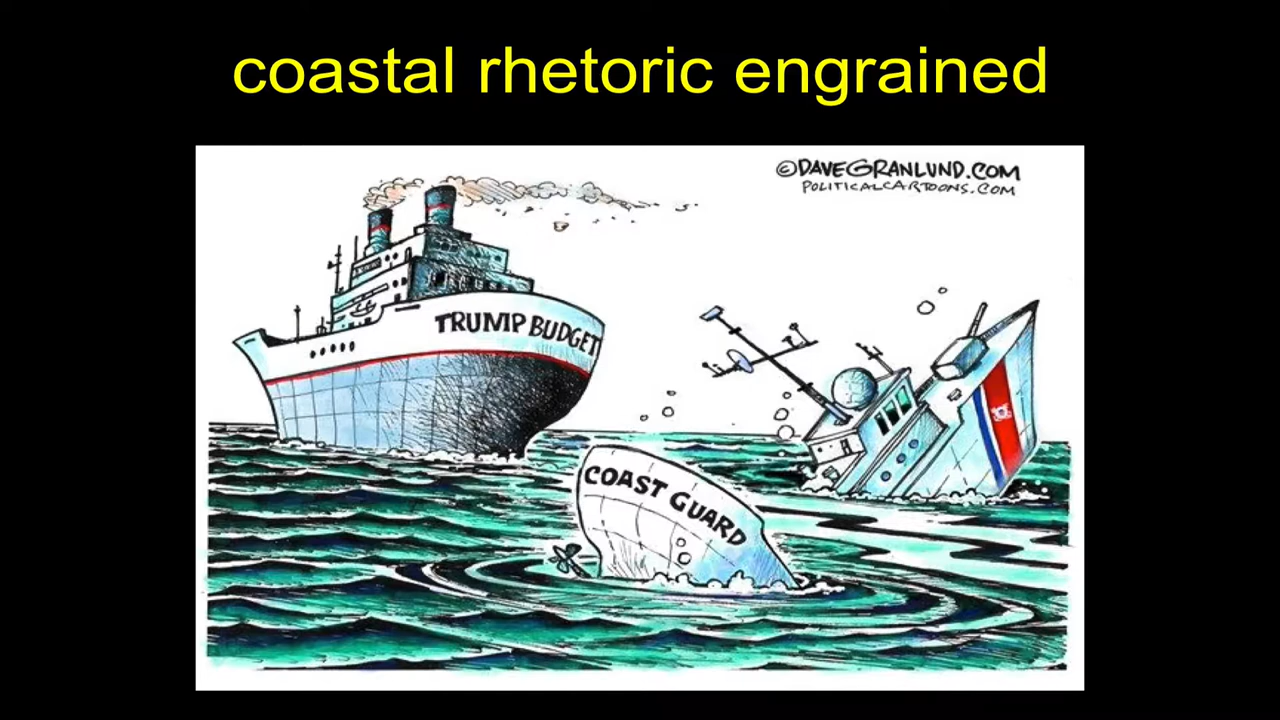 coastal rhetoric engrained
©DAVEGRANLUND.COM
POLITICALCARTOONS.COM
TRUMP BUDGET
COAST GUARD